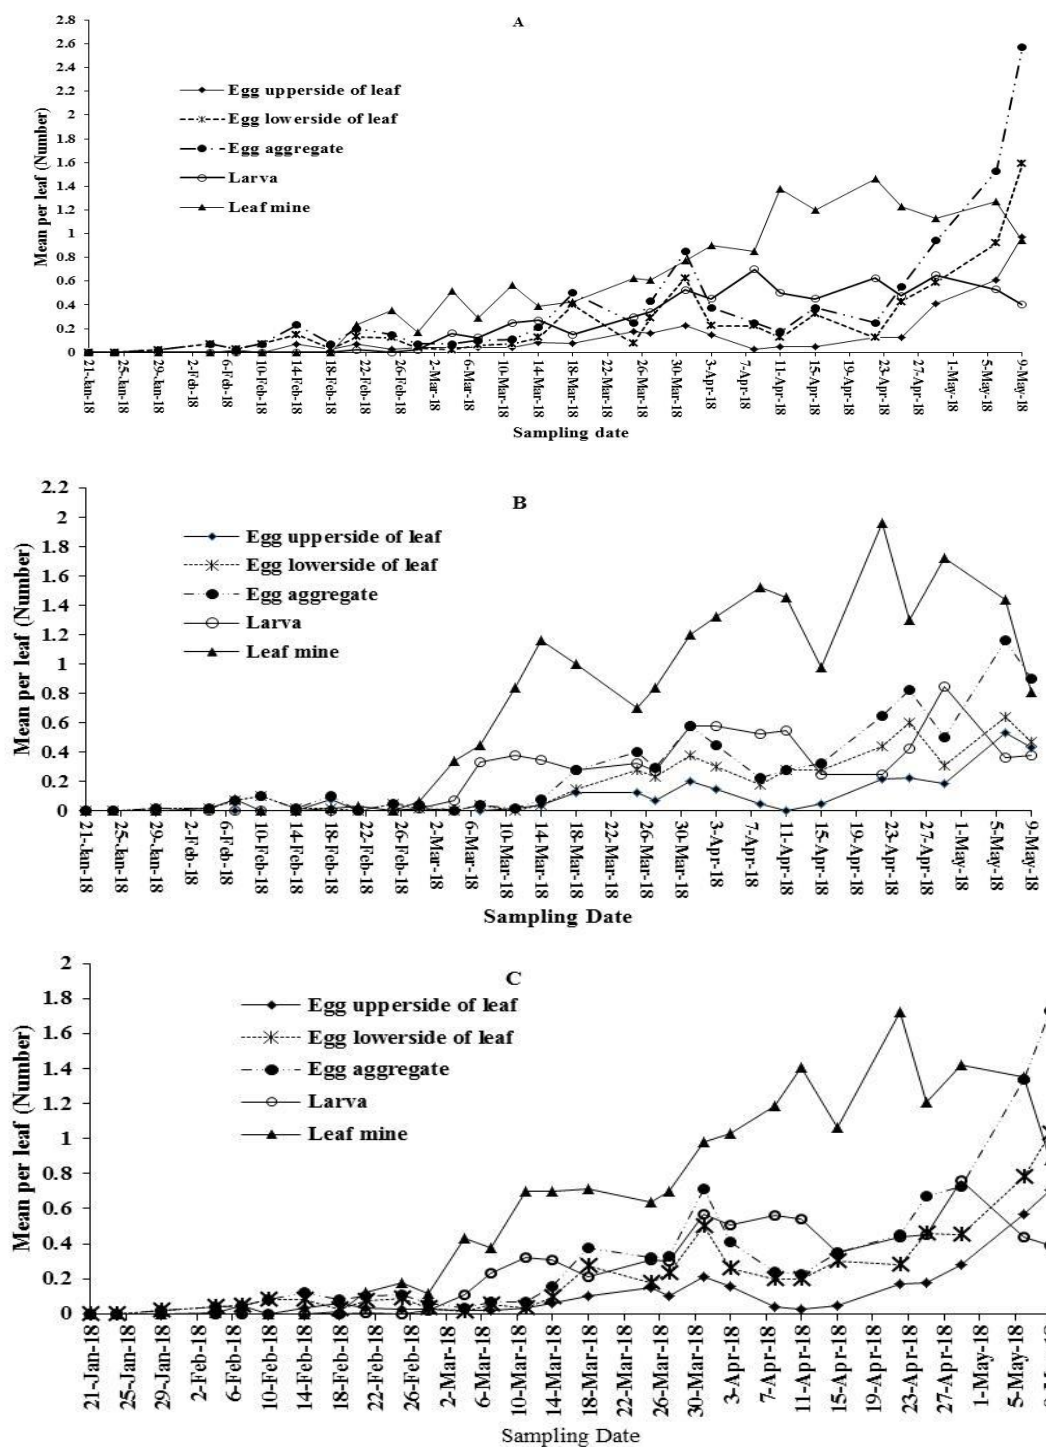 A
Mean per leaf (Number)
2.8
2.6
2.4
2.2
2
1.8
1.6
1.4
1.2
1
0.8
0.6
0.4
0.2
0
Egg upperside of leaf
Egg lowerside of leaf
Egg aggregate
Larva
Leaf mine
21-Jan-18
25-Jan-18
29-Jan-18
2-Feb-18
6-Feb-18
10-Feb-18
14-Feb-18
18-Feb-18
22-Feb-18
26-Feb-18
2-Mar-18
6-Mar-18
10-Mar-18
14-Mar-18
18-Mar-18
22-Mar-18
26-Mar-18
30-Mar-18
3-Apr-18
7-Apr-18
11-Apr-18
15-Apr-18
19-Apr-18
23-Apr-18
27-Apr-18
1-May-18
5-May-18
9-May-18
Sampling date
B
Mean per leaf (Number)
2.2
2
1.8
1.6
1.4
1.2
1
0.8
0.6
0.4
0.2
0
Egg upperside of leaf
Egg lowerside of leaf
Egg aggregate
Larva
Leaf mine
21-Jan-18
25-Jan-18
29-Jan-18
2-Feb-18
6-Feb-18
10-Feb-18
14-Feb-18
18-Feb-18
22-Feb-18
26-Feb-18
2-Mar-18
6-Mar-18
10-Mar-18
14-Mar-18
18-Mar-18
22-Mar-18
26-Mar-18
30-Mar-18
3-Apr-18
7-Apr-18
11-Apr-18
15-Apr-18
19-Apr-18
23-Apr-18
27-Apr-18
1-May-18
5-May-18
9-May-18
Sampling Date
C
Mean per leaf (Number)
2
1.8
1.6
1.4
1.2
1
0.8
0.6
0.4
0.2
0
Egg upperside of leaf
Egg lowerside of leaf
Egg aggregate
Larva
Leaf mine
21-Jan-18
25-Jan-18
29-Jan-18
2-Feb-18
6-Feb-18
10-Feb-18
14-Feb-18
18-Feb-18
22-Feb-18
26-Feb-18
2-Mar-18
6-Mar-18
10-Mar-18
14-Mar-18
18-Mar-18
22-Mar-18
26-Mar-18
30-Mar-18
3-Apr-18
7-Apr-18
11-Apr-18
15-Apr-18
19-Apr-18
23-Apr-18
27-Apr-18
1-May-18
5-May-18
Sampling Date